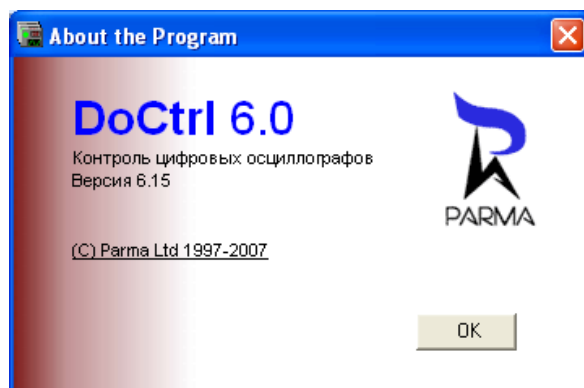 About the Program
DoCtrl 6.0
Контроль цифровых осциллографов
Версия 6.15
PARMA
(C) Parma Ltd 1997-2007
OK